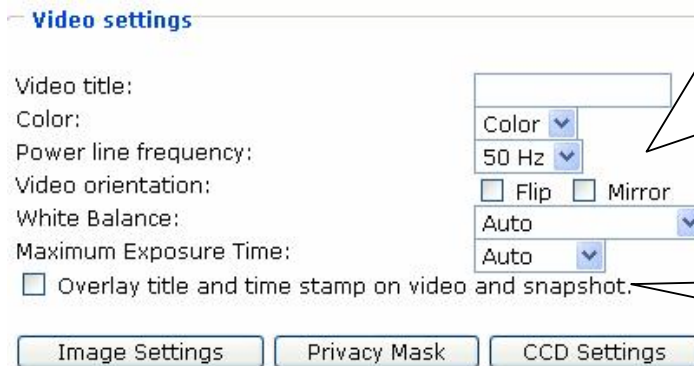 Video settings
Video title:
Color: Color
Power line frequency: 50 Hz
Video orientation: Flip Mirror
White Balance: Auto
Maximum Exposure Time: Auto
Overlay title and time stamp on video and snapshot.
Image Settings Privacy Mask CCD Settings